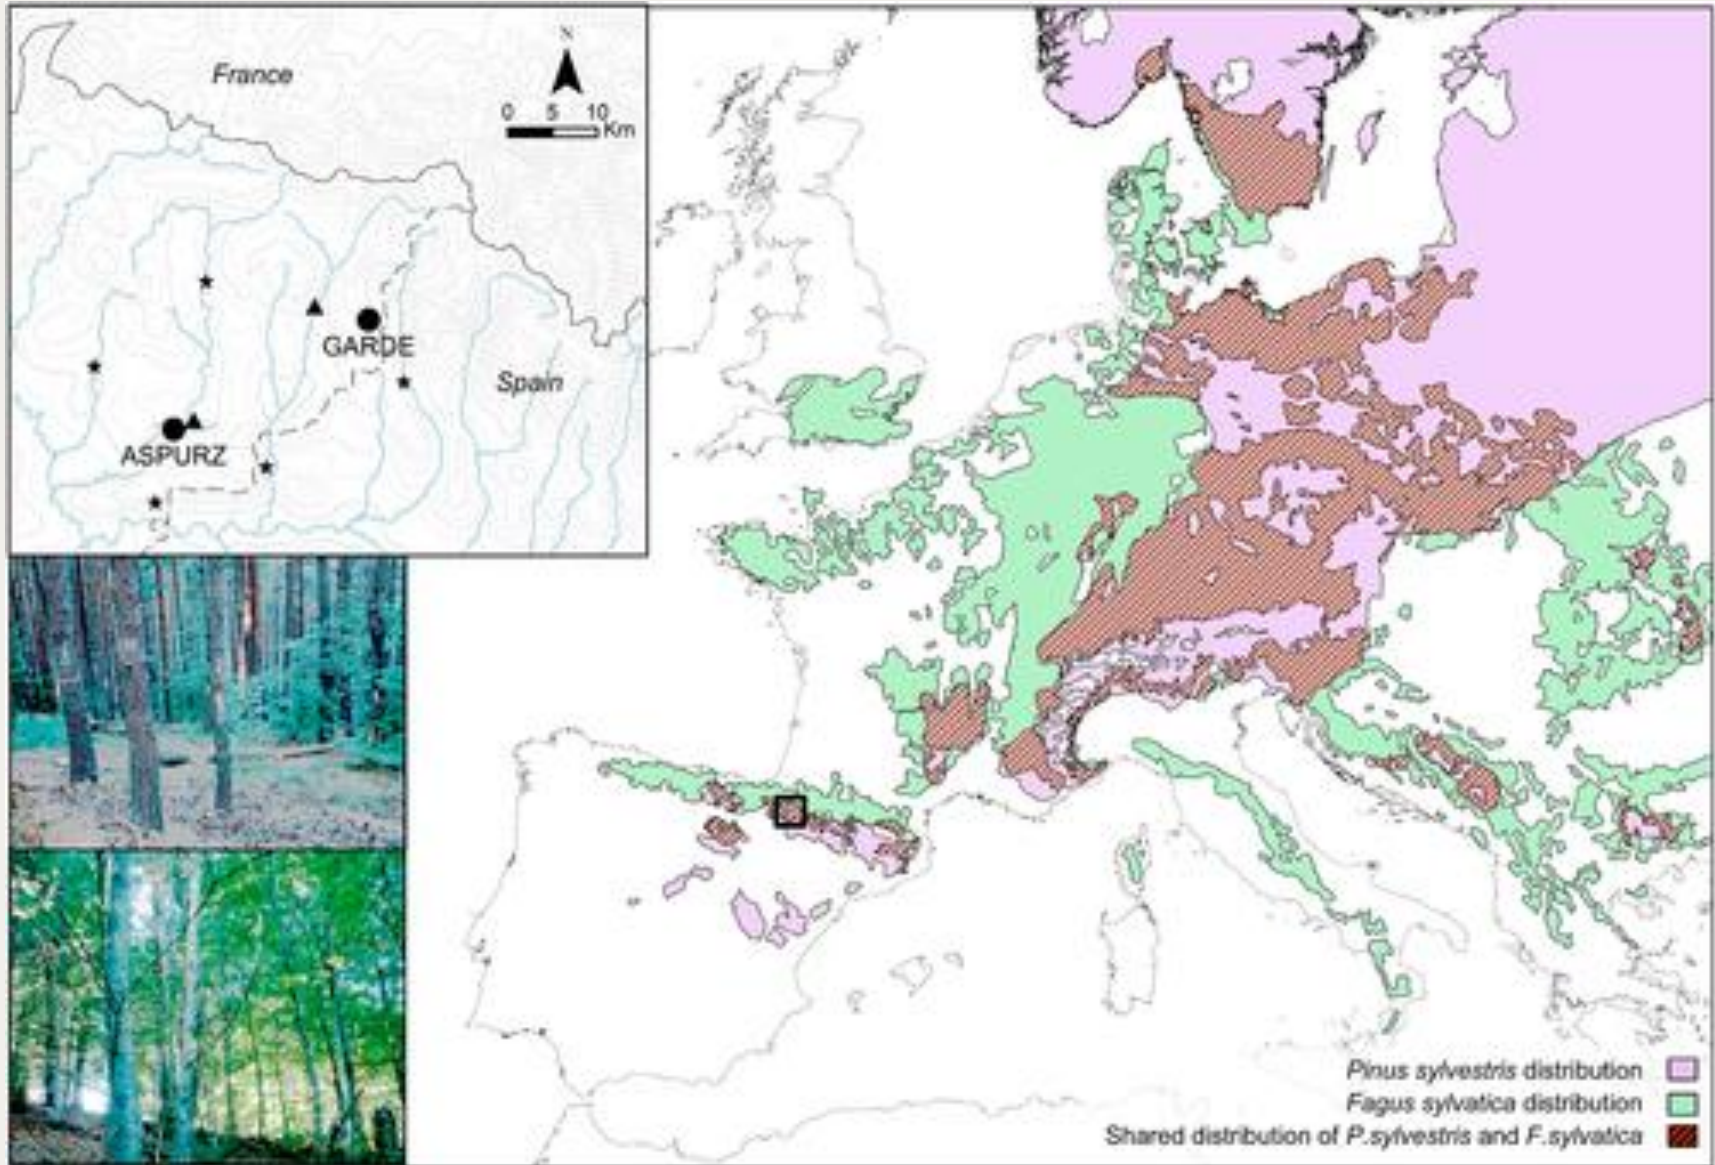 France
N
0 5 10
Km
GARDE
Spain
ASPURZ
Pinus sylvestris distribution
Fagus sylvatica distribution
Shared distribution of P.sylvestris and F.sylvatica